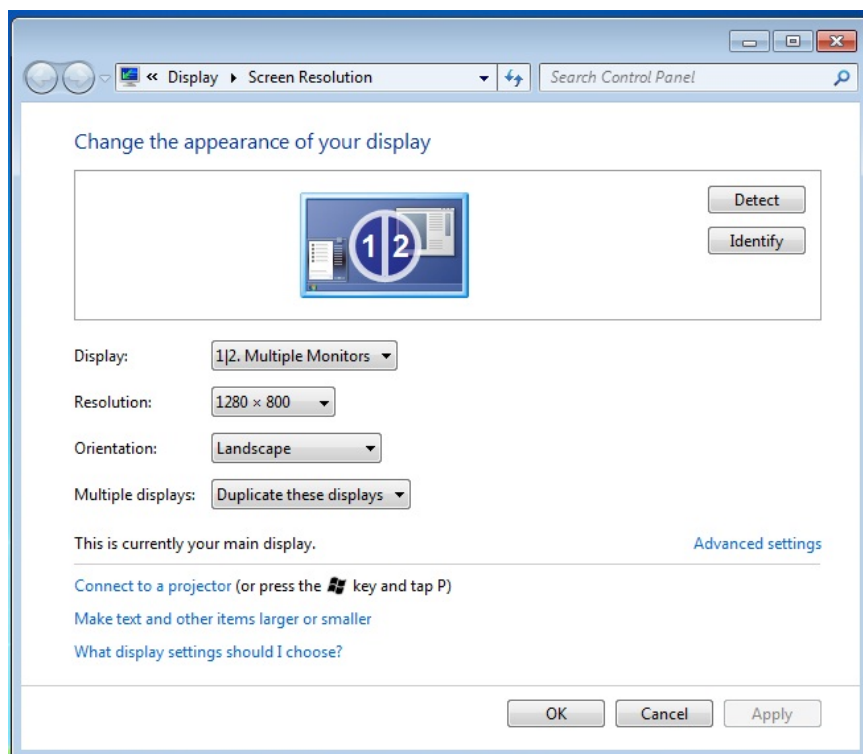 « Display ▸ Screen Resolution Search Control Panel
Change the appearance of your display
1 2
Detect
Identify
Display: 1|2. Multiple Monitors
Resolution: 1280 × 800
Orientation: Landscape
Multiple displays: Duplicate these displays
This is currently your main display. Advanced settings
Connect to a projector (or press the key and tap P)
Make text and other items larger or smaller
What display settings should I choose?
OK Cancel Apply